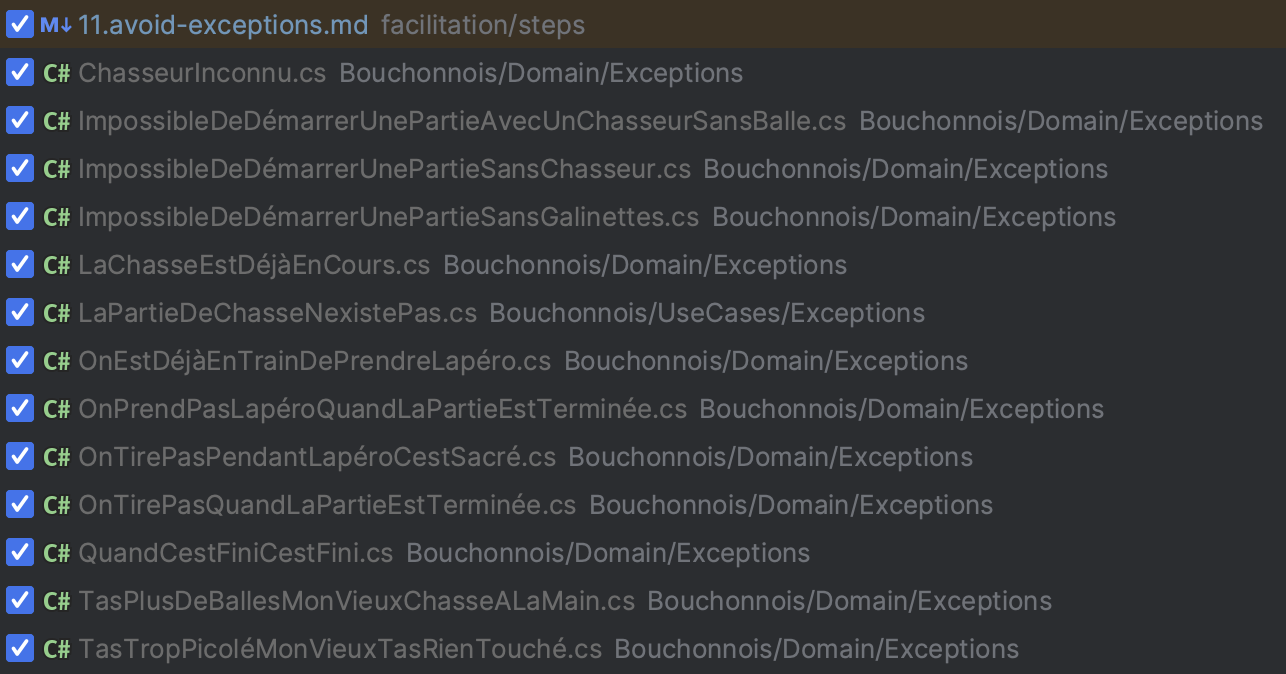 M↓ 11.avoid-exceptions.md facilitation/steps
C# ChasseurInconnu.cs Bouchonnois/Domain/Exceptions
C# ImpossibleDeDémarrerUnePartieAvecUnChasseurSansBalle.cs Bouchonnois/Domain/Exceptions
C# ImpossibleDeDémarrerUnePartieSansChasseur.cs Bouchonnois/Domain/Exceptions
C# ImpossibleDeDémarrerUnePartieSansGalinettes.cs Bouchonnois/Domain/Exceptions
C# LaChasseEstDéjàEnCours.cs Bouchonnois/Domain/Exceptions
C# LaPartieDeChasseNexistePas.cs Bouchonnois/UseCases/Exceptions
C# OnEstDéjàEnTrainDePrendreLapéro.cs Bouchonnois/Domain/Exceptions
C# OnPrendPasLapéroQuandLaPartieEstTerminée.cs Bouchonnois/Domain/Exceptions
C# OnTirePasPendantLapéroCestSacré.cs Bouchonnois/Domain/Exceptions
C# OnTirePasQuandLaPartieEstTerminée.cs Bouchonnois/Domain/Exceptions
C# QuandCestFiniCestFini.cs Bouchonnois/Domain/Exceptions
C# TasPlusDeBallesMonVieuxChasseALaMain.cs Bouchonnois/Domain/Exceptions
C# TasTropPicoléMonVieuxTasRienTouché.cs Bouchonnois/Domain/Exceptions